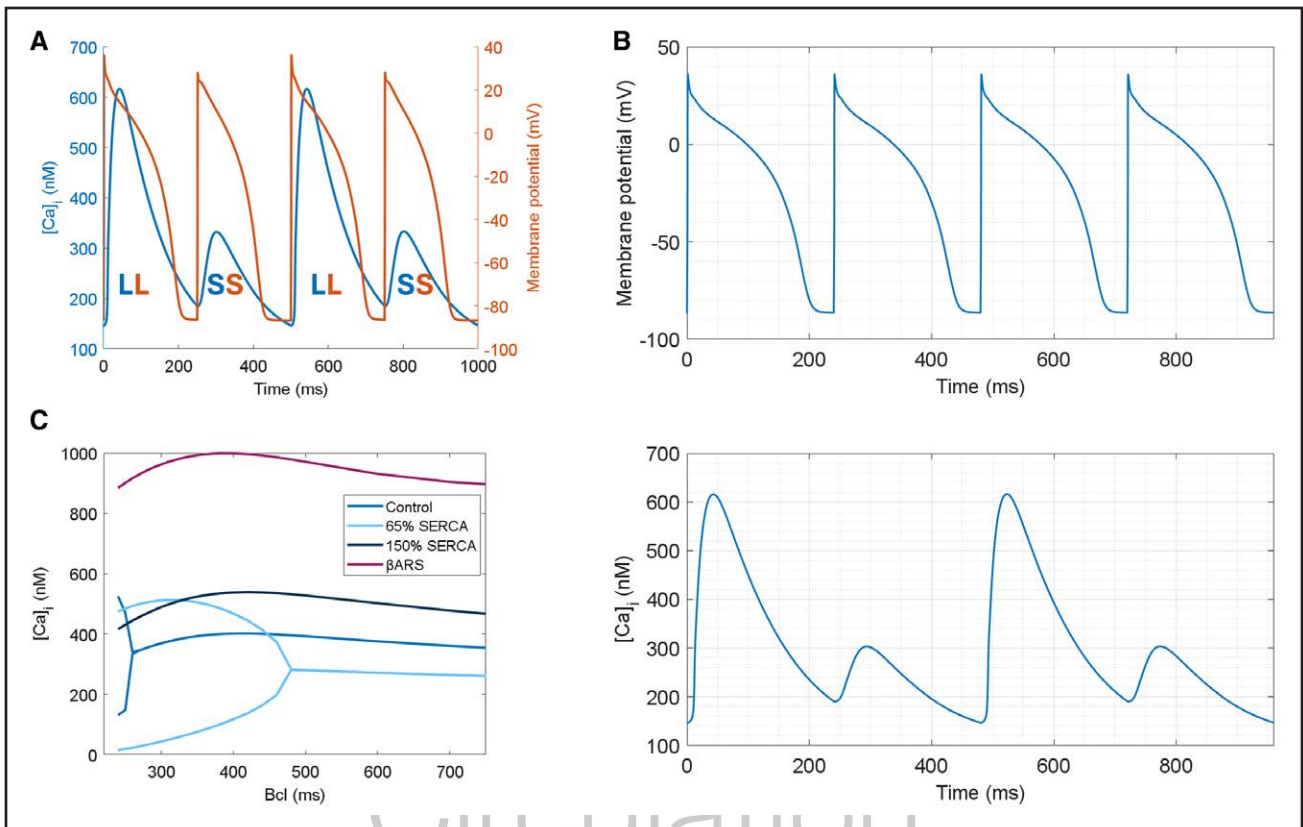 A
B
700
600
500
400
300
200
100
[Ca]i (nM)
40
20
0
-20
-40
-60
-80
-100
Membrane potential (mV)
LL
SS
LL
SS
0 200 400 600 800 1000
Time (ms)
50
0
-50
-100
Membrane potential (mV)
0 200 400 600 800
Time (ms)
C
1000
800
600
400
200
0
[Ca]i (nM)
Control
65% SERCA
150% SERCA
βARS
300 400 500 600 700
Bcl (ms)
700
600
500
400
300
200
100
[Ca]i (nM)
0 200 400 600 800
Time (ms)